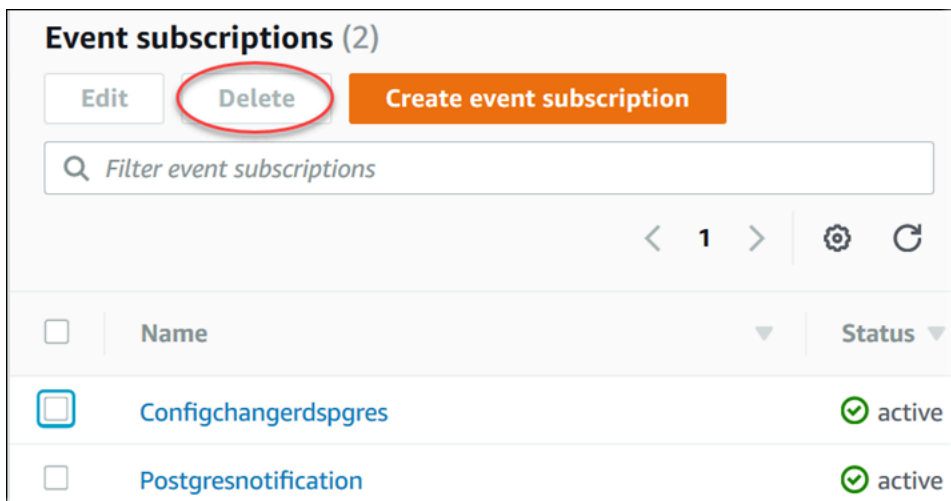 Event subscriptions (2)
Edit Delete Create event subscription
Filter event subscriptions
1
Name Status
Configchangerdspgres active
Postgresnotification active